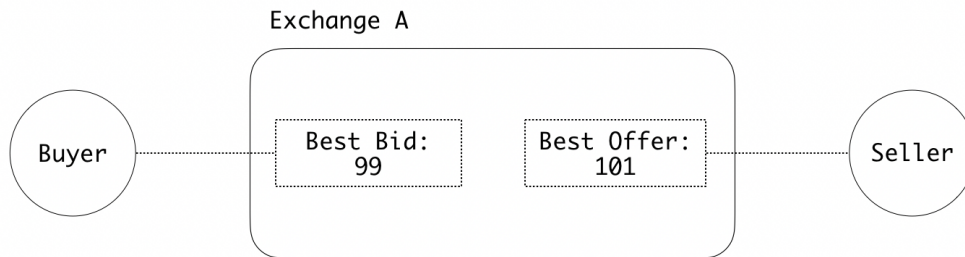 Exchange A
Buyer
Best Bid:
99
Best Offer:
101
Seller